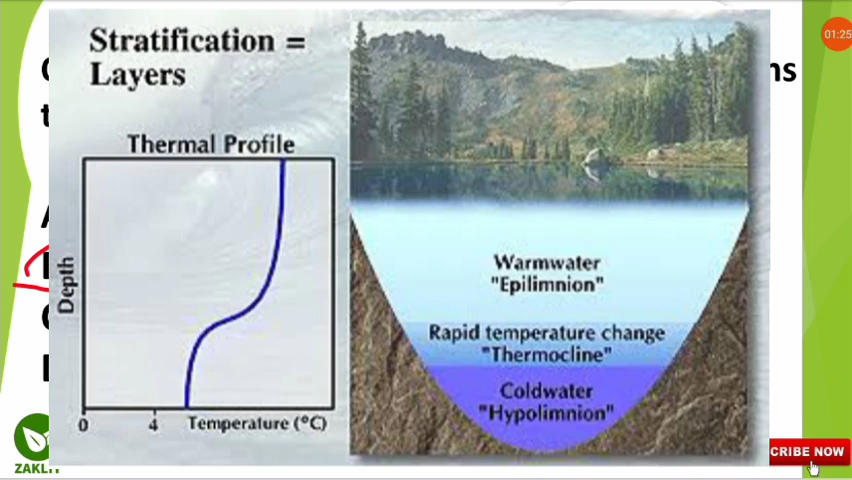 01:25
Stratification =
Layers
ns
Thermal Profile
Depth
0
4
Temperature (°C)
Warmwater
"Epilimnion"
Rapid temperature change
"Thermocline"
Coldwater
"Hypolimnion"
CRIBE NOW